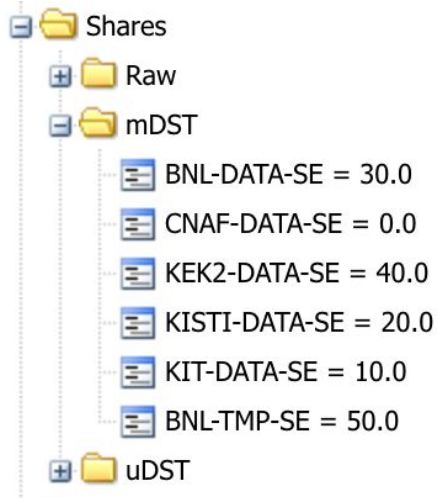 Shares
Raw
mDST
BNL-DATA-SE = 30.0
CNAF-DATA-SE = 0.0
KEK2-DATA-SE = 40.0
KISTI-DATA-SE = 20.0
KIT-DATA-SE = 10.0
BNL-TMP-SE = 50.0
uDST